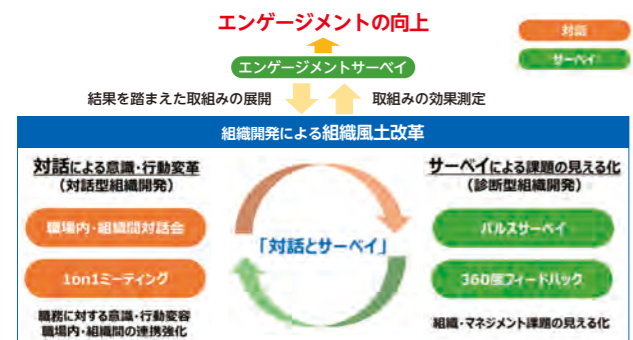 エンゲージメントの向上
対話
サーベイ
エンゲージメントサーベイ
結果を踏まえた取組みの展開
取組みの効果測定
組織開発による組織風土改革
対話による意識・行動変革
（対話型組織開発）
職場内・組織間対話会
1on1ミーティング
職務に対する意識・行動変容
職場内・組織間の連携強化
「対話とサーベイ」
サーベイによる課題の見える化
（診断型組織開発）
パルスサーベイ
360度フィードバック
組織・マネジメント課題の見える化